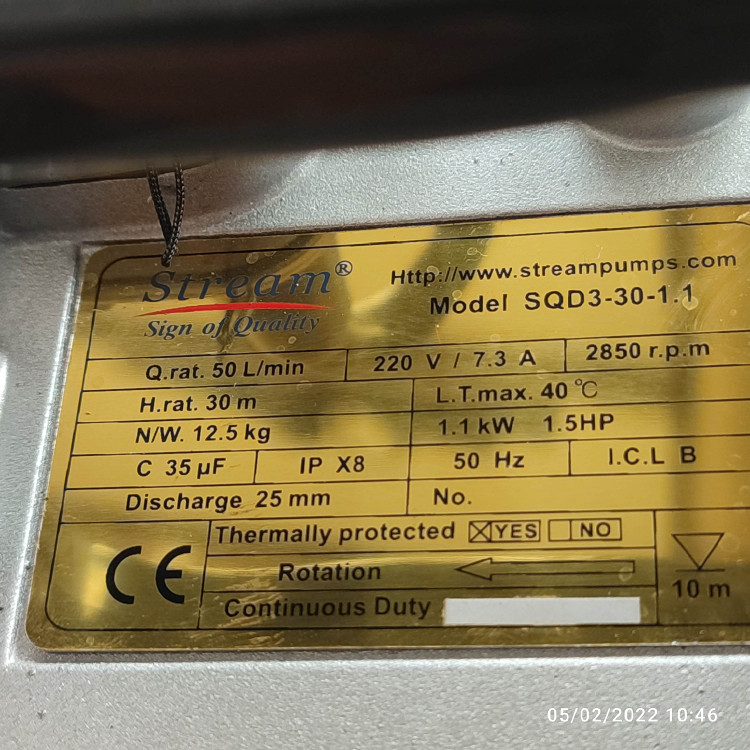 Stream®
Sign of Quality
Http://www.streampumps.com
Model SQD3-30-1.1
Q.rat. 50 L/min 220 V / 7.3 A 2850 r.p.m
H.rat. 30 m L.T.max. 40 ℃
N/W. 12.5 kg 1.1 kW 1.5HP
C 35 µF IP X8 50 Hz I.C.L B
Discharge 25 mm No.
CE Thermally protected YES NO
Rotation
Continuous Duty 10 m
05/02/2022 10:46